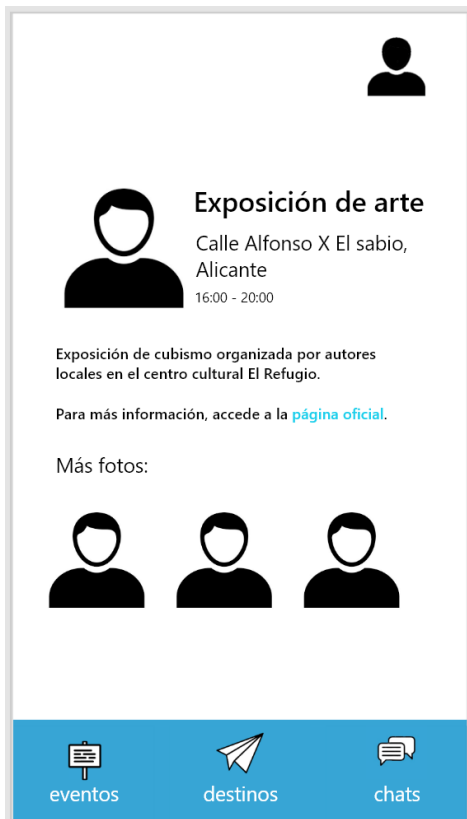 Exposición de arte
Calle Alfonso X El sabio,
Alicante
16:00 - 20:00
Exposición de cubismo organizada por autores
locales en el centro cultural El Refugio.
Para más información, accede a la página oficial.
Más fotos:
eventos
destinos
chats